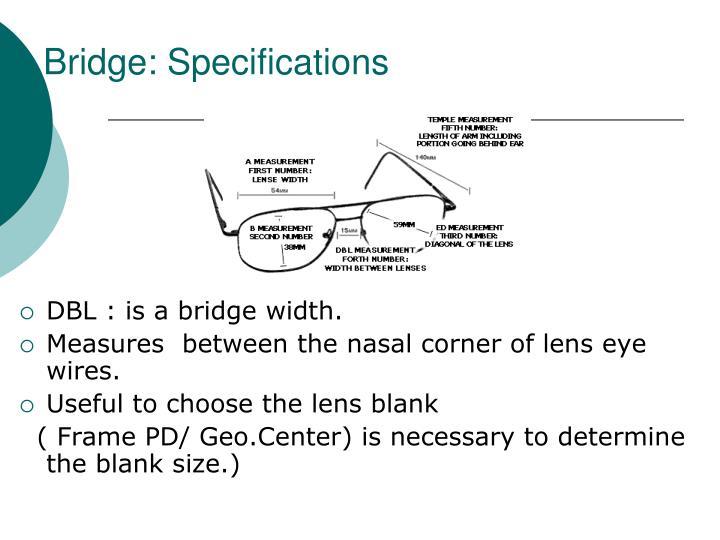 Bridge: Specifications
TEMPLE MEASUREMENT
FIFTH NUMBER:
LENGTH OF ARM INCLUDING
PORTION GOING BEHIND EAR
140MM
A MEASUREMENT
FIRST NUMBER:
LENSE WIDTH
54MM
B MEASUREMENT
SECOND NUMBER
38MM
15MM
59MM
ED MEASUREMENT
THIRD NUMBER:
DIAGONAL OF THE LENS
DBL MEASUREMENT
FORTH NUMBER:
WIDTH BETWEEN LENSES
DBL : is a bridge width.
Measures between the nasal corner of lens eye
wires.
Useful to choose the lens blank
( Frame PD/ Geo.Center) is necessary to determine
the blank size.)